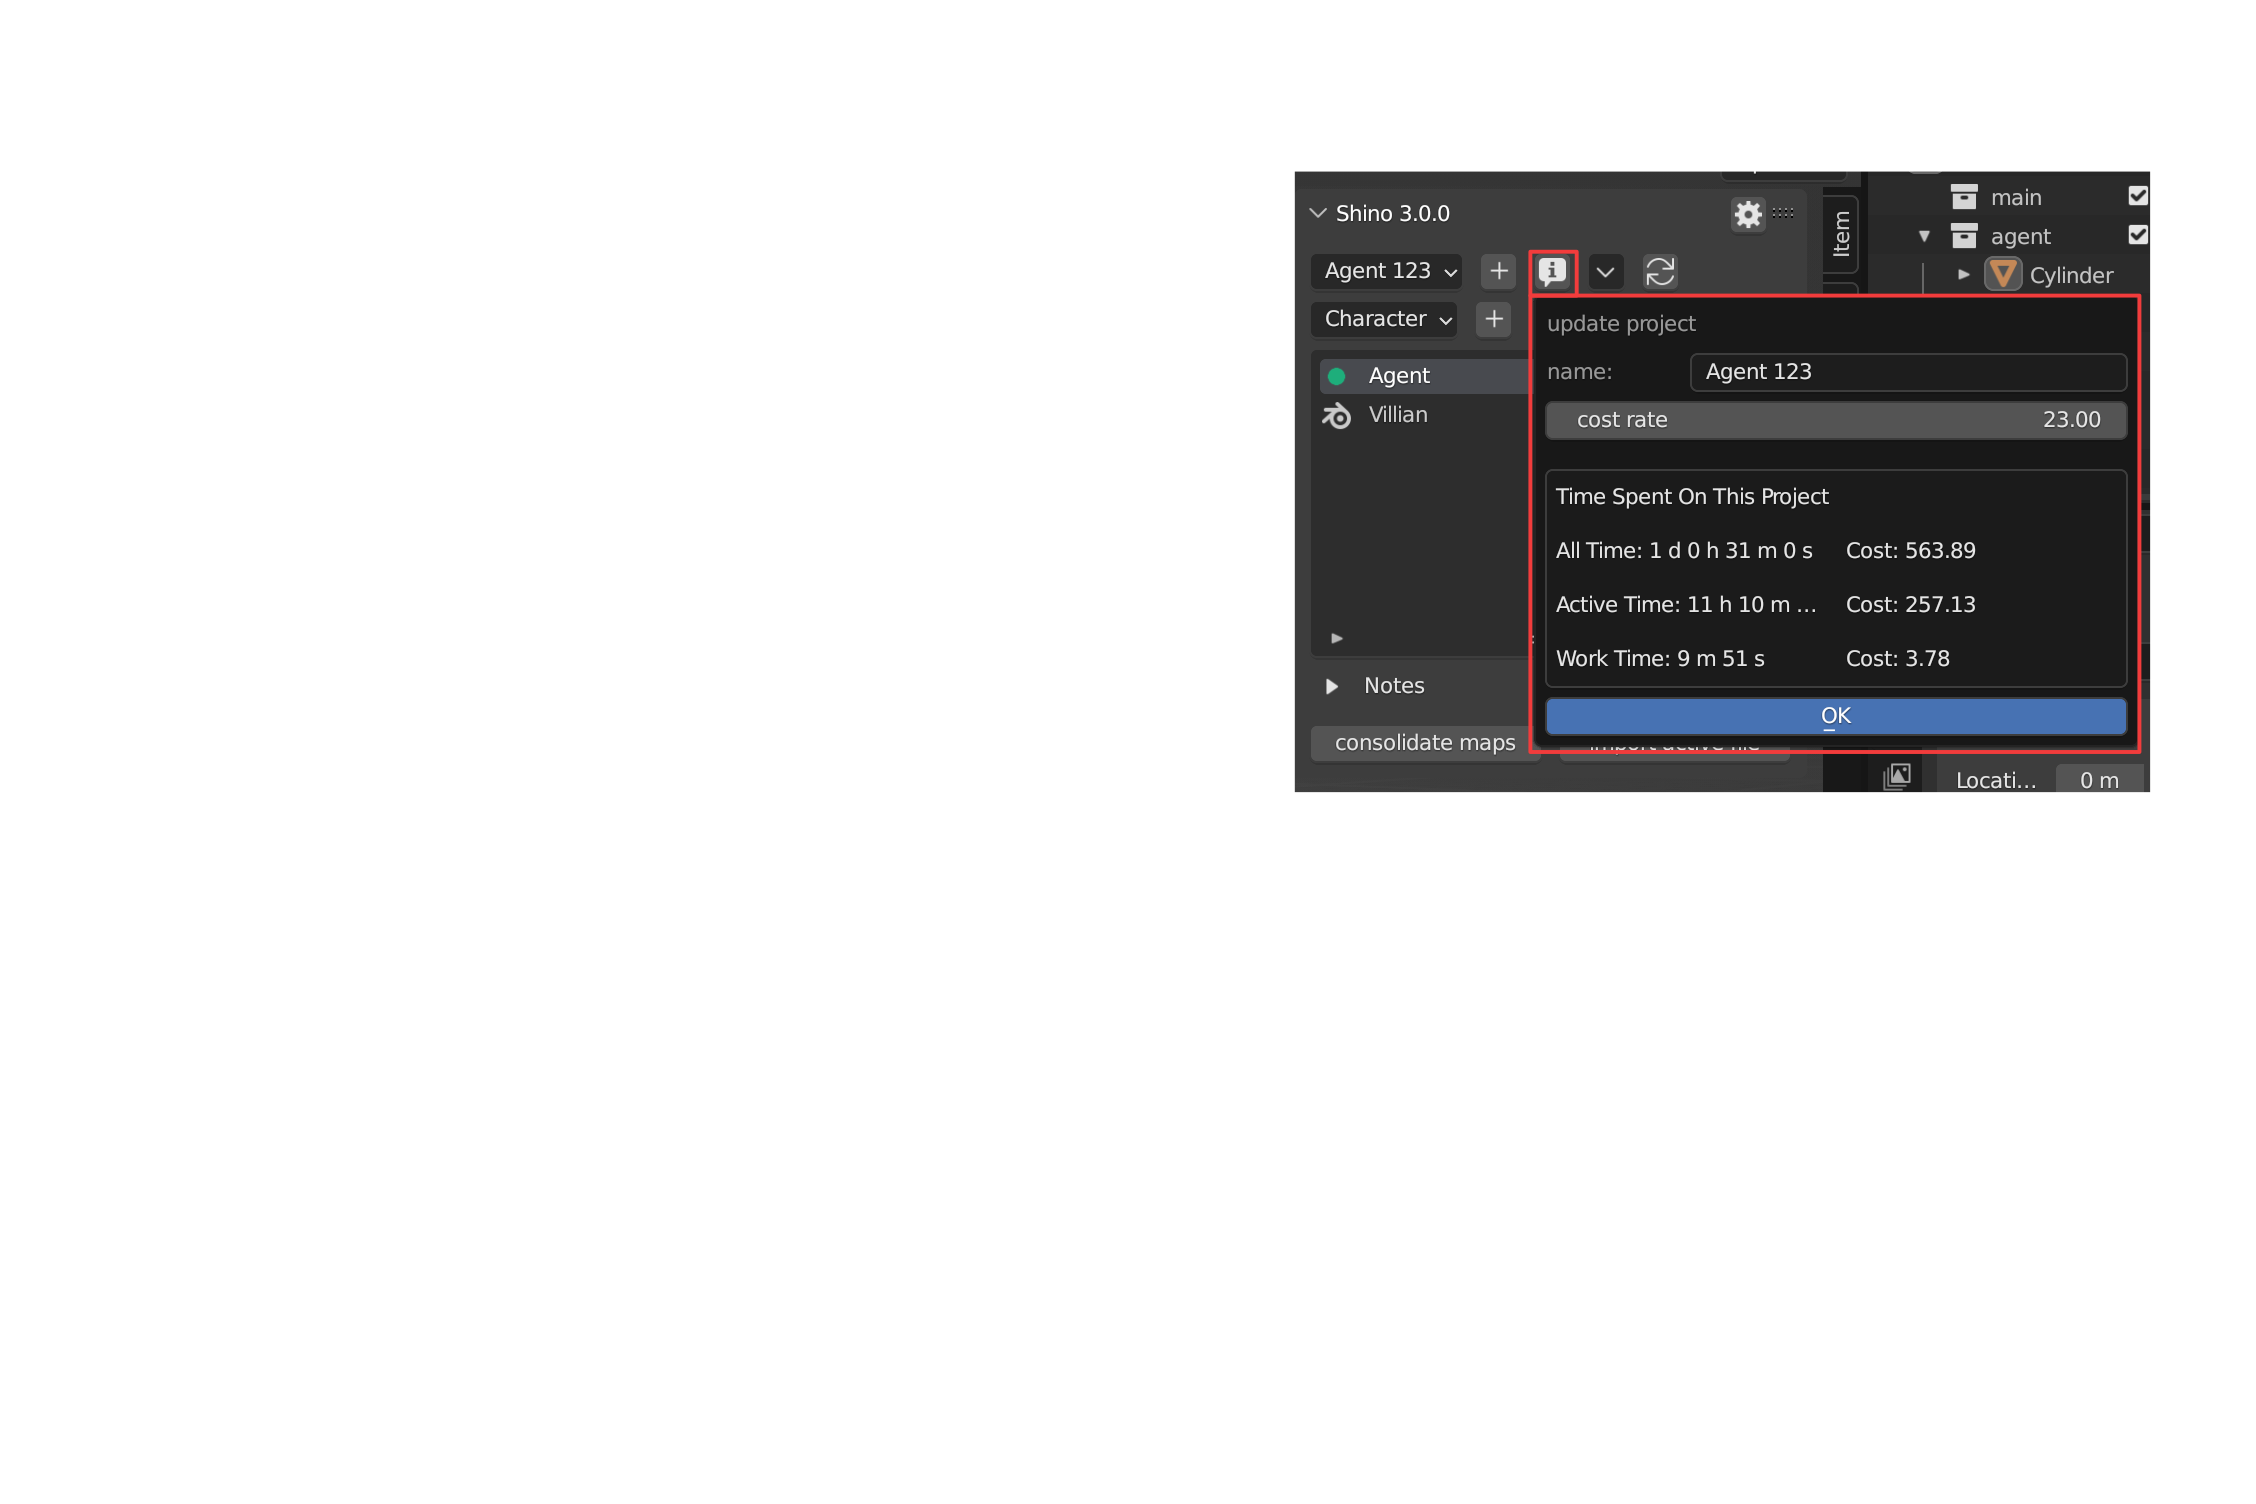 Shino 3.0.0
Item
main
agent
Cylinder
Agent 123
Character
Agent
Villian
Notes
consolidate maps
update project
name: Agent 123
cost rate 23.00
Time Spent On This Project
All Time: 1 d 0 h 31 m 0 s Cost: 563.89
Active Time: 11 h 10 m ... Cost: 257.13
Work Time: 9 m 51 s Cost: 3.78
OK
Locati... 0 m